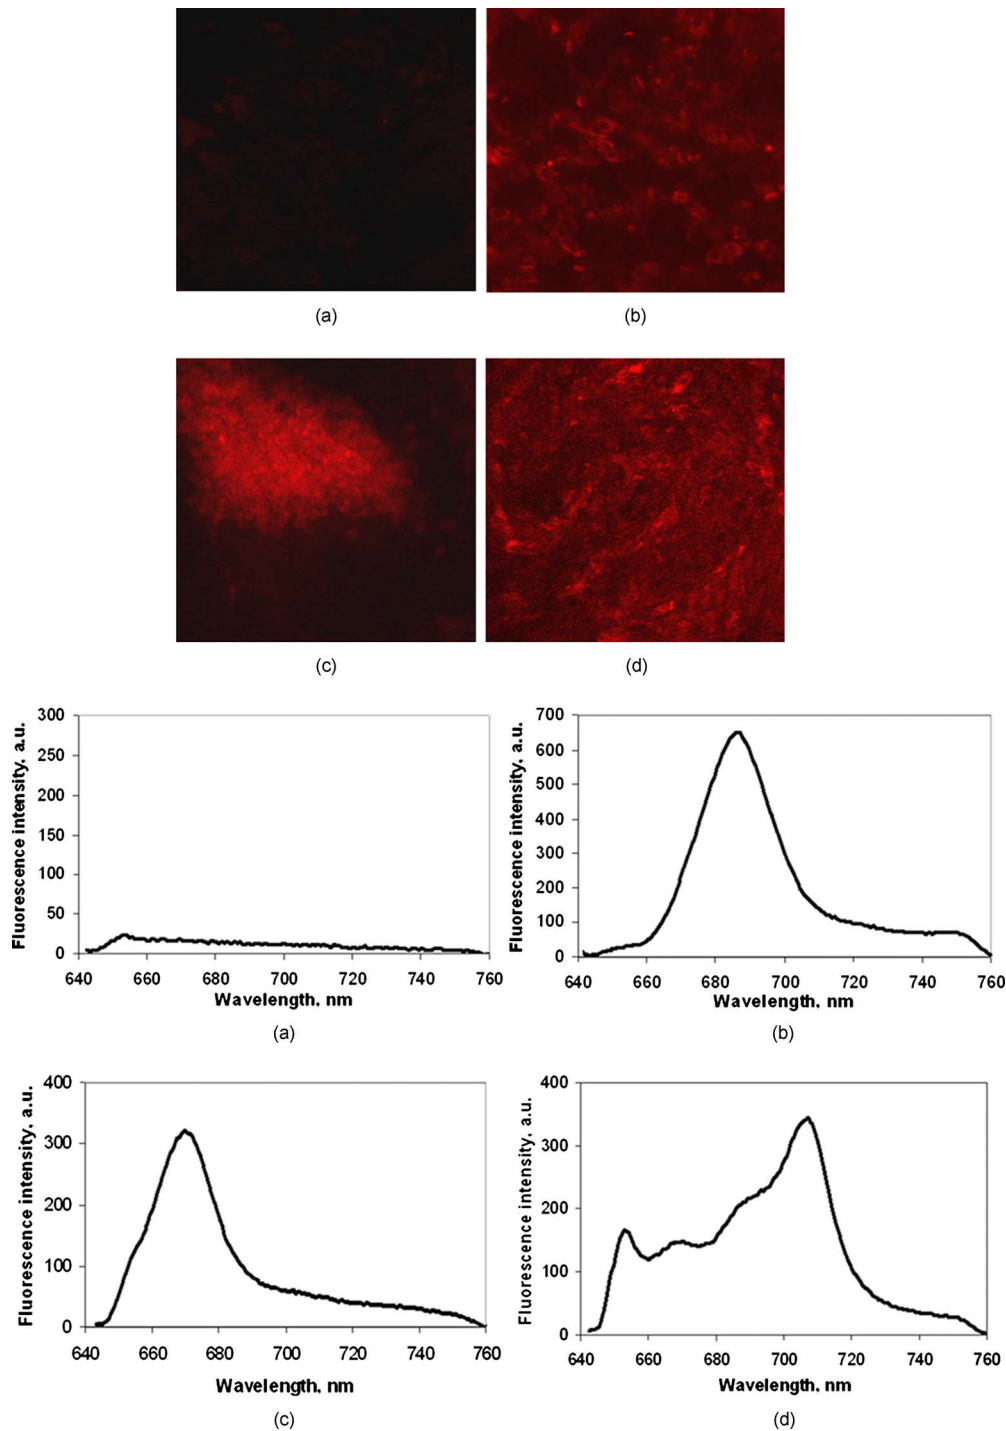 (a) (b)
(c) (d)
Fluorescence intensity, a.u.
300
250
200
150
100
50
0
640 660 680 700 720 740 760
Wavelength, nm
(a)
Fluorescence intensity, a.u.
700
600
500
400
300
200
100
0
640 660 680 700 720 740 760
Wavelength, nm
(b)
Fluorescence intensity, a.u.
400
300
200
100
0
640 660 680 700 720 740 760
Wavelength, nm
(c)
Fluorescence intensity, a.u.
400
300
200
100
0
640 660 680 700 720 740 760
Wavelength, nm
(d)